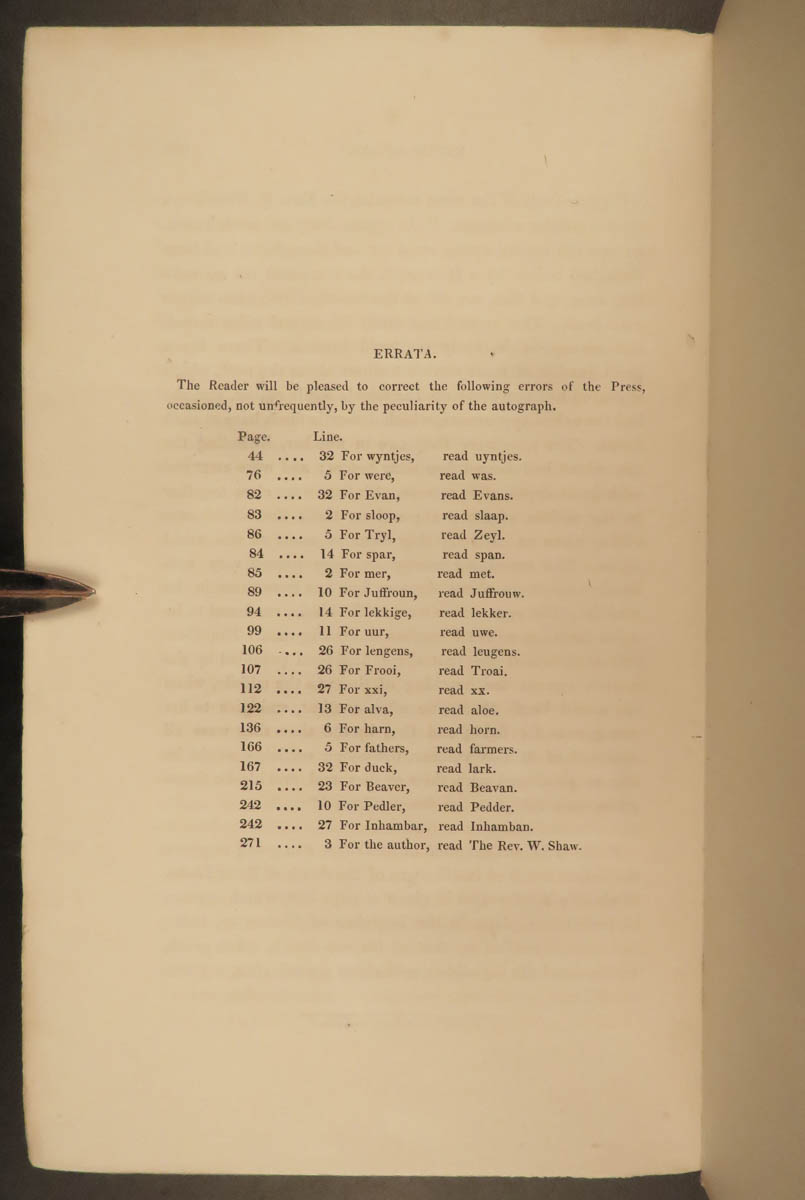 ERRATA.
The Reader will be pleased to correct the following errors of the Press,
occasioned, not unfrequently, by the peculiarity of the autograph.
Page. Line.
44 .... 32 For wyntjes, read uyntjes.
76 .... 5 For were, read was.
82 .... 32 For Evan, read Evans.
83 .... 2 For sloop, read slaap.
86 .... 5 For Tryl, read Zeyl.
84 .... 14 For spar, read span.
85 .... 2 For mer, read met.
89 .... 10 For Juffroun, read Juffrouw.
94 .... 14 For lekkige, read lekker.
99 .... 11 For uur, read uwe.
106 .... 26 For lengens, read leugens.
107 .... 26 For Frooi, read Troai.
112 .... 27 For xxi, read xx.
122 .... 13 For alva, read aloe.
136 .... 6 For harn, read horn.
166 .... 5 For fathers, read farmers.
167 .... 32 For duck, read lark.
215 .... 23 For Beaver, read Beavan.
242 .... 10 For Pedler, read Pedder.
242 .... 27 For Inhambar, read Inhamban.
271 .... 3 For the author, read The Rev. W. Shaw.